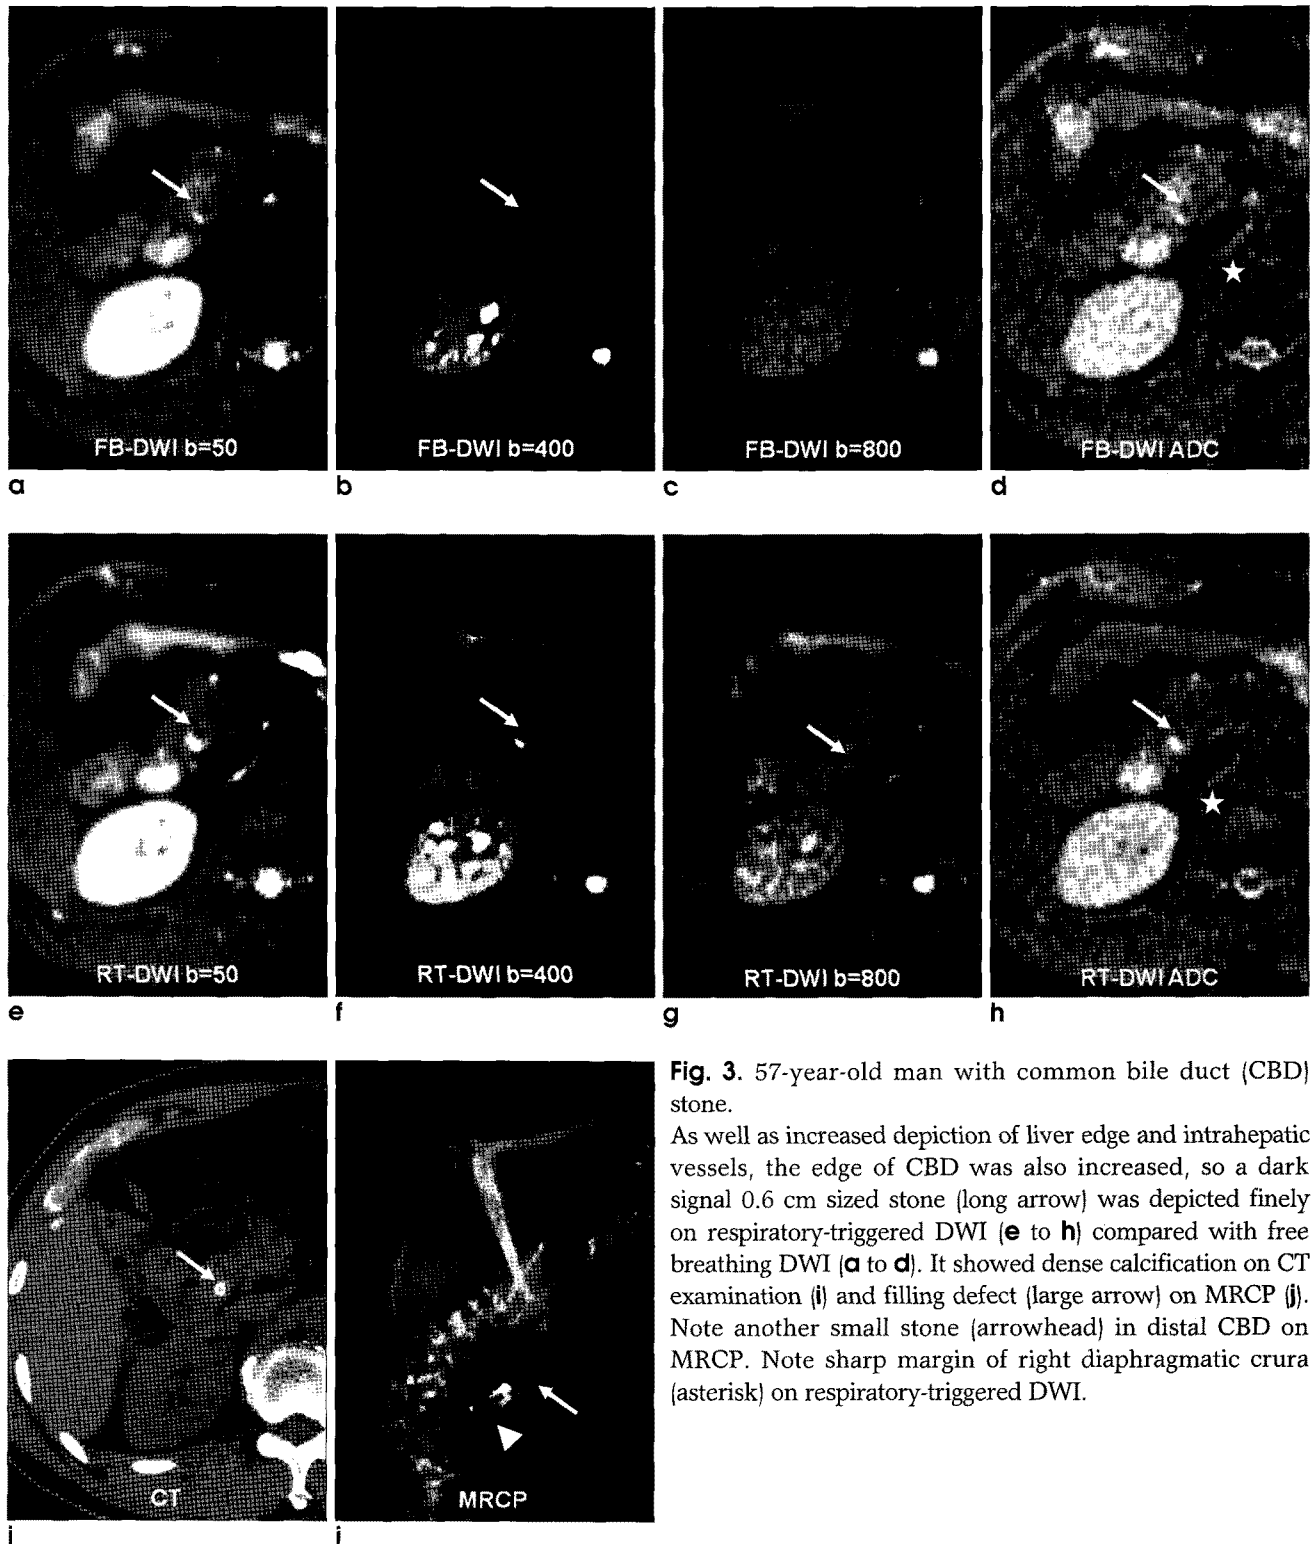 FB-DWI b=50
FB-DWI b=400
FB-DWI b=800
FB-DWI ADC
a
b
c
d
RT-DWI b=50
RT-DWI b=400
RT-DWI b=800
RT-DWI ADC
e
f
g
h
CT
MRCP
i
j
Fig. 3. 57-year-old man with common bile duct (CBD)
stone.
As well as increased depiction of liver edge and intrahepatic
vessels, the edge of CBD was also increased, so a dark
signal 0.6 cm sized stone (long arrow) was depicted finely
on respiratory-triggered DWI (e to h) compared with free
breathing DWI (a to d). It showed dense calcification on CT
examination (i) and filling defect (large arrow) on MRCP (j).
Note another small stone (arrowhead) in distal CBD on
MRCP. Note sharp margin of right diaphragmatic crura
(asterisk) on respiratory-triggered DWI.